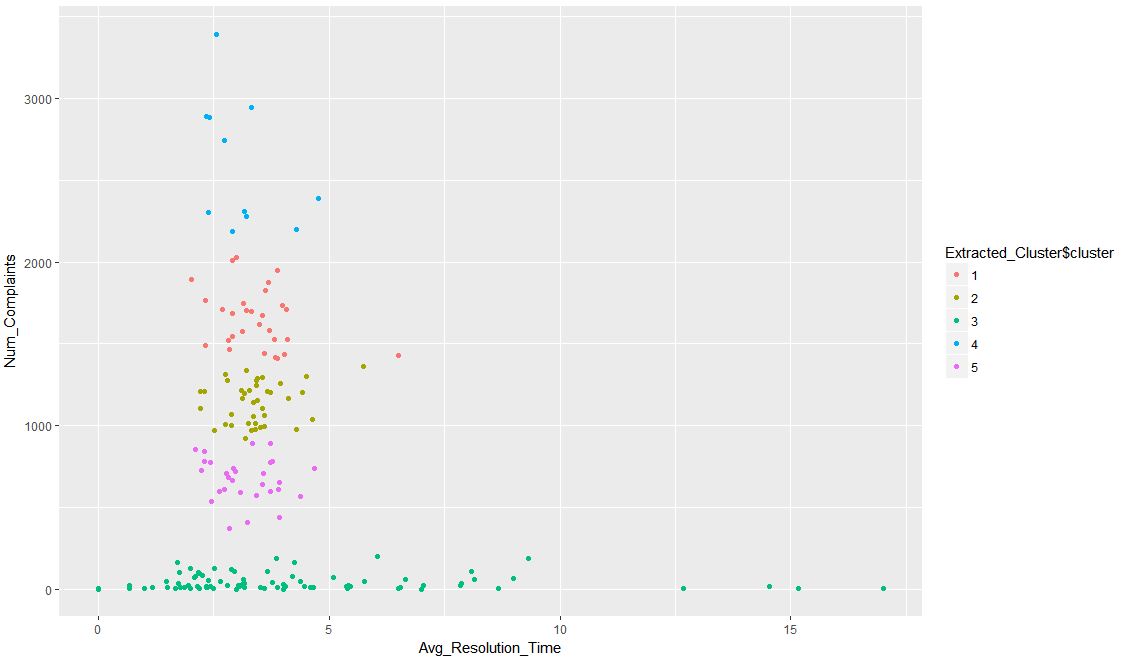 3000
2000
1000
0
Num_Complaints
0 5 10 15
Avg_Resolution_Time
Extracted_Cluster$cluster
1
2
3
4
5